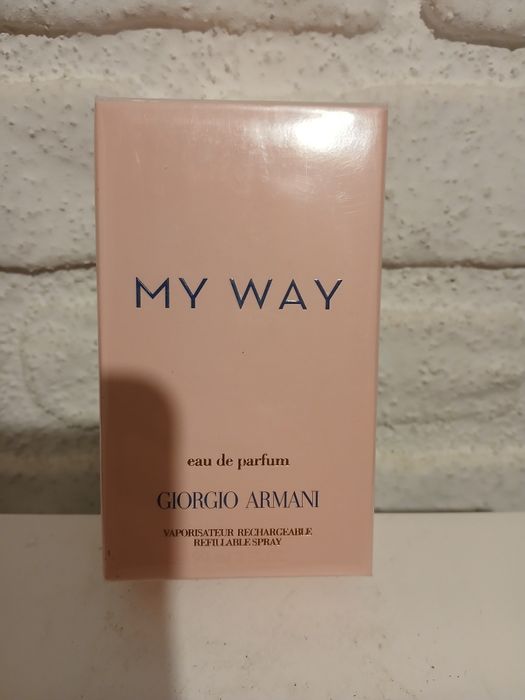 MY WAY
eau de parfum
GIORGIO ARMANI
VAPORISATEUR RECHARGEABLE
REFILLABLE SPRAY